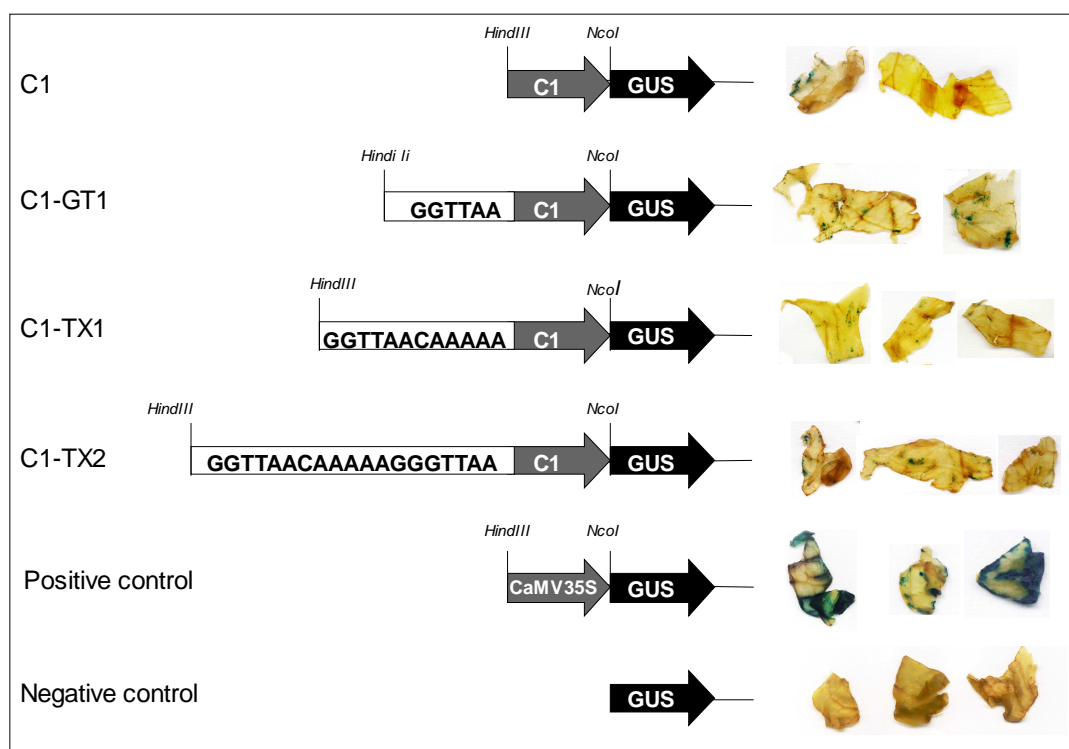 HindIII NcoI
C1 C1 GUS
Hindi Ii NcoI
C1-GT1 GGTTAA C1 GUS
HindIII NcoI
C1-TX1 GGTTAACAAAAA C1 GUS
HindIII NcoI
C1-TX2 GGTTAACAAAAAGGGTTAA C1 GUS
HindIII NcoI
Positive control CaMV35S GUS
Negative control GUS